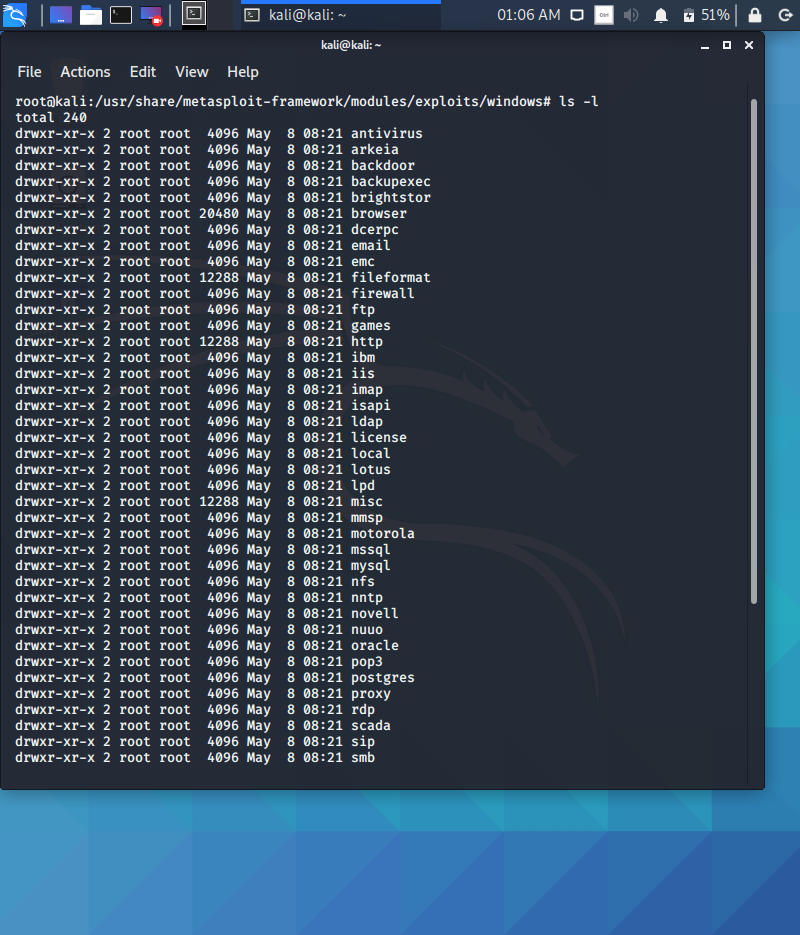 kali@kali: ~ 01:06 AM Ctrl 51%
kali@kali: ~
File Actions Edit View Help
root@kali:/usr/share/metasploit-framework/modules/exploits/windows# ls -l
total 240
drwxr-xr-x 2 root root  4096 May  8 08:21 antivirus
drwxr-xr-x 2 root root  4096 May  8 08:21 arkeia
drwxr-xr-x 2 root root  4096 May  8 08:21 backdoor
drwxr-xr-x 2 root root  4096 May  8 08:21 backupexec
drwxr-xr-x 2 root root  4096 May  8 08:21 brightstor
drwxr-xr-x 2 root root 20480 May  8 08:21 browser
drwxr-xr-x 2 root root  4096 May  8 08:21 dcerpc
drwxr-xr-x 2 root root  4096 May  8 08:21 email
drwxr-xr-x 2 root root  4096 May  8 08:21 emc
drwxr-xr-x 2 root root 12288 May  8 08:21 fileformat
drwxr-xr-x 2 root root  4096 May  8 08:21 firewall
drwxr-xr-x 2 root root  4096 May  8 08:21 ftp
drwxr-xr-x 2 root root  4096 May  8 08:21 games
drwxr-xr-x 2 root root 12288 May  8 08:21 http
drwxr-xr-x 2 root root  4096 May  8 08:21 ibm
drwxr-xr-x 2 root root  4096 May  8 08:21 iis
drwxr-xr-x 2 root root  4096 May  8 08:21 imap
drwxr-xr-x 2 root root  4096 May  8 08:21 isapi
drwxr-xr-x 2 root root  4096 May  8 08:21 ldap
drwxr-xr-x 2 root root  4096 May  8 08:21 license
drwxr-xr-x 2 root root  4096 May  8 08:21 local
drwxr-xr-x 2 root root  4096 May  8 08:21 lotus
drwxr-xr-x 2 root root  4096 May  8 08:21 lpd
drwxr-xr-x 2 root root 12288 May  8 08:21 misc
drwxr-xr-x 2 root root  4096 May  8 08:21 mmsp
drwxr-xr-x 2 root root  4096 May  8 08:21 motorola
drwxr-xr-x 2 root root  4096 May  8 08:21 mssql
drwxr-xr-x 2 root root  4096 May  8 08:21 mysql
drwxr-xr-x 2 root root  4096 May  8 08:21 nfs
drwxr-xr-x 2 root root  4096 May  8 08:21 nntp
drwxr-xr-x 2 root root  4096 May  8 08:21 novell
drwxr-xr-x 2 root root  4096 May  8 08:21 nuuo
drwxr-xr-x 2 root root  4096 May  8 08:21 oracle
drwxr-xr-x 2 root root  4096 May  8 08:21 pop3
drwxr-xr-x 2 root root  4096 May  8 08:21 postgres
drwxr-xr-x 2 root root  4096 May  8 08:21 proxy
drwxr-xr-x 2 root root  4096 May  8 08:21 rdp
drwxr-xr-x 2 root root  4096 May  8 08:21 scada
drwxr-xr-x 2 root root  4096 May  8 08:21 sip
drwxr-xr-x 2 root root  4096 May  8 08:21 smb